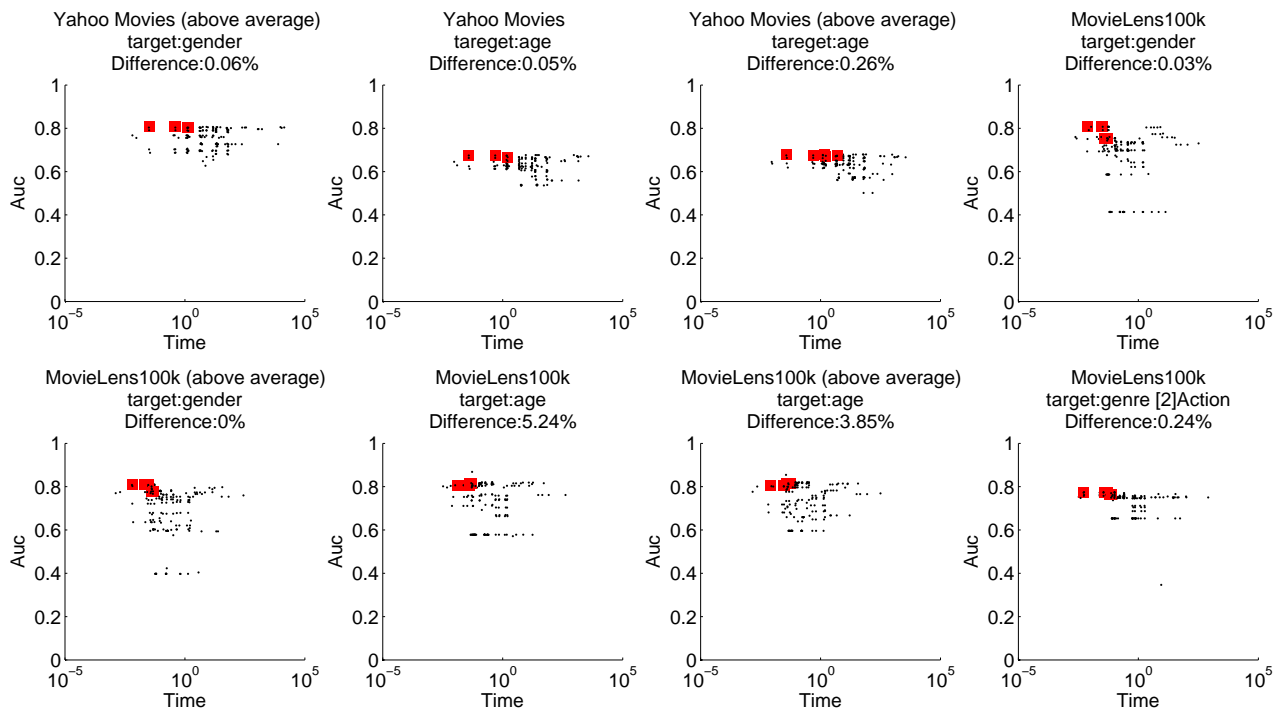 Yahoo Movies (above average)
target:gender
Difference:0.06%
1
0.8
0.6
0.4
0.2
0
Auc
10^-5
10^0
10^5
Time
Yahoo Movies
tareget:age
Difference:0.05%
1
0.8
0.6
0.4
0.2
0
Auc
10^-5
10^0
10^5
Time
Yahoo Movies (above average)
target:age
Difference:0.26%
1
0.8
0.6
0.4
0.2
0
Auc
10^-5
10^0
10^5
Time
MovieLens100k
target:gender
Difference:0.03%
1
0.8
0.6
0.4
0.2
0
Auc
10^-5
10^0
10^5
Time
MovieLens100k (above average)
target:gender
Difference:0%
1
0.8
0.6
0.4
0.2
0
Auc
10^-5
10^0
10^5
Time
MovieLens100k
target:age
Difference:5.24%
1
0.8
0.6
0.4
0.2
0
Auc
10^-5
10^0
10^5
Time
MovieLens100k (above average)
target:age
Difference:3.85%
1
0.8
0.6
0.4
0.2
0
Auc
10^-5
10^0
10^5
Time
MovieLens100k
target:genre [2]Action
Difference:0.24%
1
0.8
0.6
0.4
0.2
0
Auc
10^-5
10^0
10^5
Time